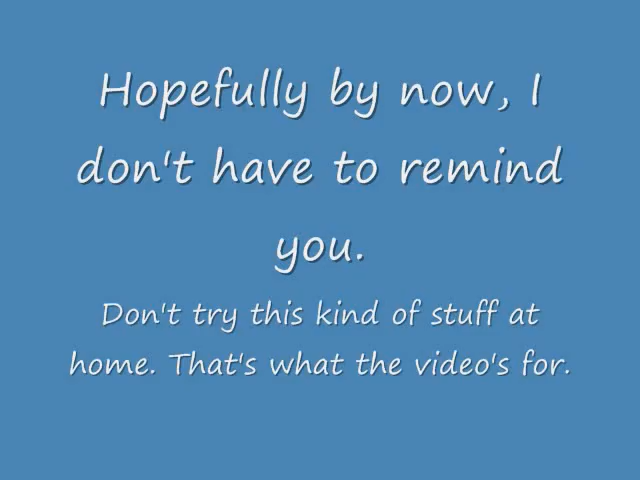 Hopefully by now, I
don't have to remind
you.
Don't try this kind of stuff at
home. That's what the video's for.